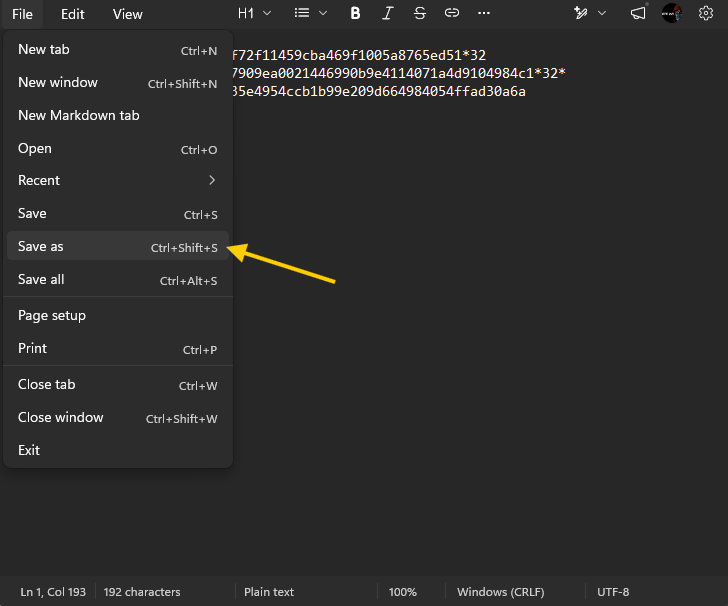 File Edit View H1
f72f11459cba469f1005a8765ed51*32
7909ea0021446990b9e4114071a4d9104984c1*32*
35e4954ccb1b99e209d664984054ffad30a6a
New tab Ctrl+N
New window Ctrl+Shift+N
New Markdown tab
Open Ctrl+O
Recent
Save Ctrl+S
Save as Ctrl+Shift+S
Save all Ctrl+Alt+S
Page setup
Print Ctrl+P
Close tab Ctrl+W
Close window Ctrl+Shift+W
Exit
Ln 1, Col 193 192 characters Plain text 100% Windows (CRLF) UTF-8